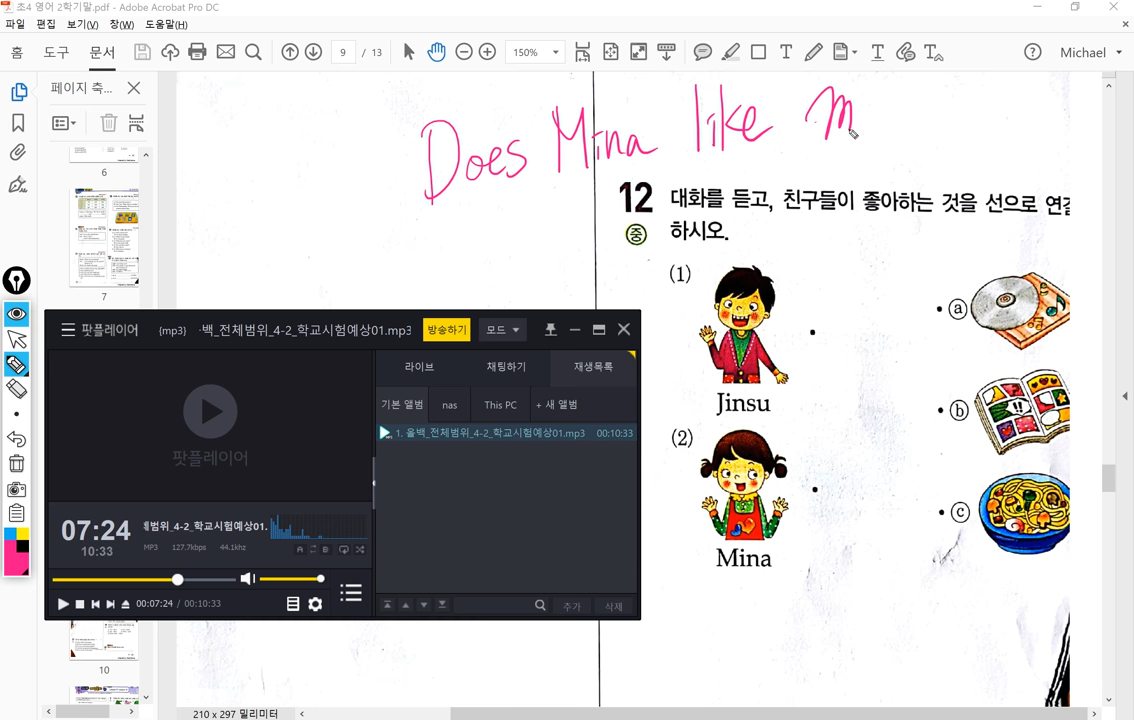 초4 영어 2학기말.pdf - Adobe Acrobat Pro DC
파일 편집 보기(V) 창(W) 도움말(H)
홈 도구 문서 9 / 13 150% Michael
페이지 축...
6
7
10
Does Mina like m
12 대화를 듣고, 친구들이 좋아하는 것을 선으로 연결
중 하시오.
(1)
ⓐ
Jinsu
ⓑ
(2)
ⓒ
Mina
팟플레이어 {mp3} ·백_전체범위_4-2_학교시험예상01.mp3 방송하기 모드
라이브 채팅하기 재생목록
기본 앨범 nas This PC + 새 앨범
1. 올백_전체범위_4-2_학교시험예상01.mp3 00:10:33
팟플레이어
07:24
10:33
범위_4-2_학교시험예상01.
MP3 127.7kbps 44.1khz
A B
00:07:24 / 00:10:33
추가 삭제
210 x 297 밀리미터